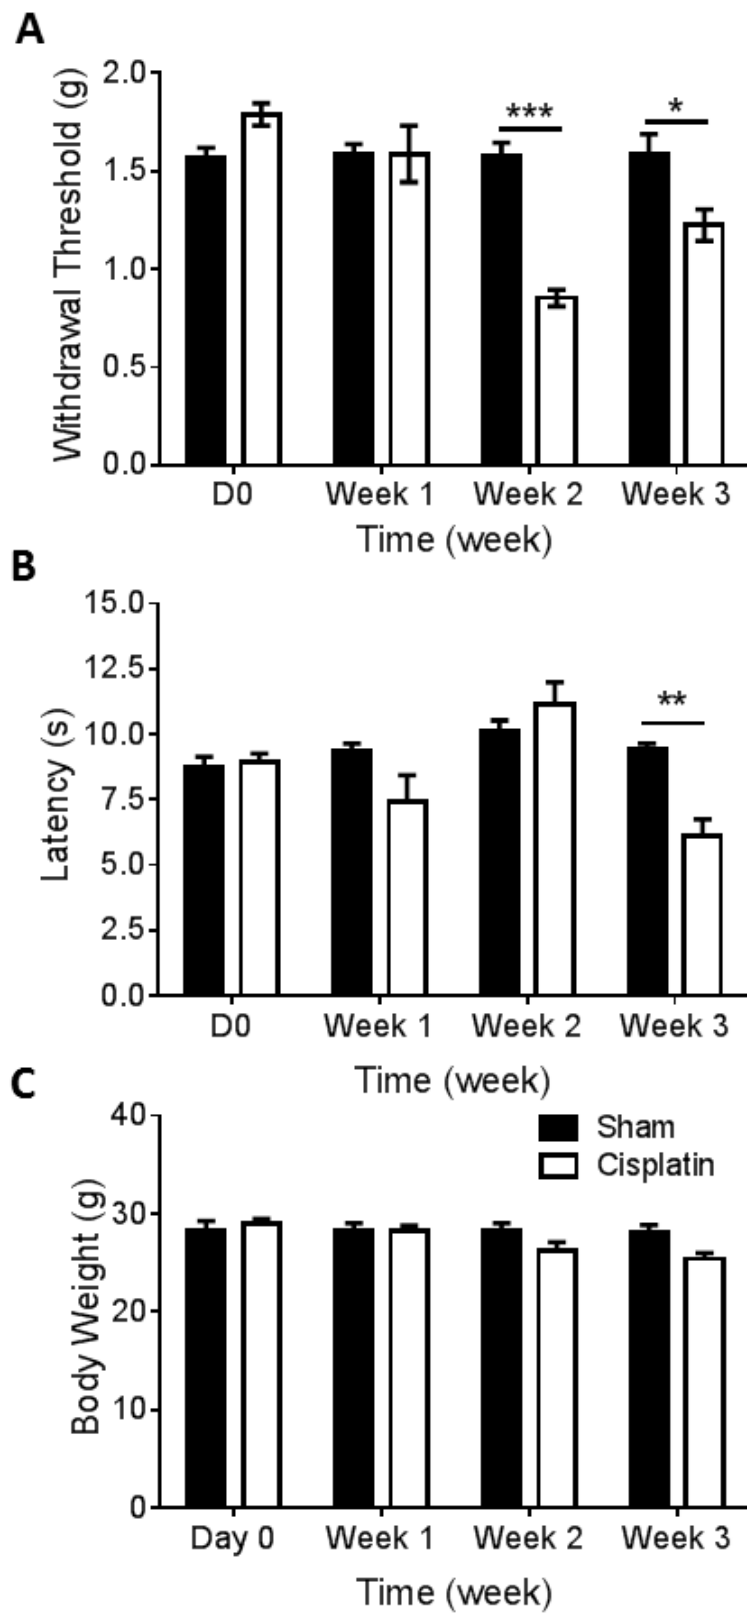 A
Withdrawal Threshold (g)
2.0
1.5
1.0
0.5
0.0
***
*
D0 Week 1 Week 2 Week 3
Time (week)
B
Latency (s)
15.0
12.5
10.0
7.5
5.0
2.5
0.0
**
D0 Week 1 Week 2 Week 3
Time (week)
C
Body Weight (g)
40
30
20
10
0
Sham
Cisplatin
Day 0 Week 1 Week 2 Week 3
Time (week)